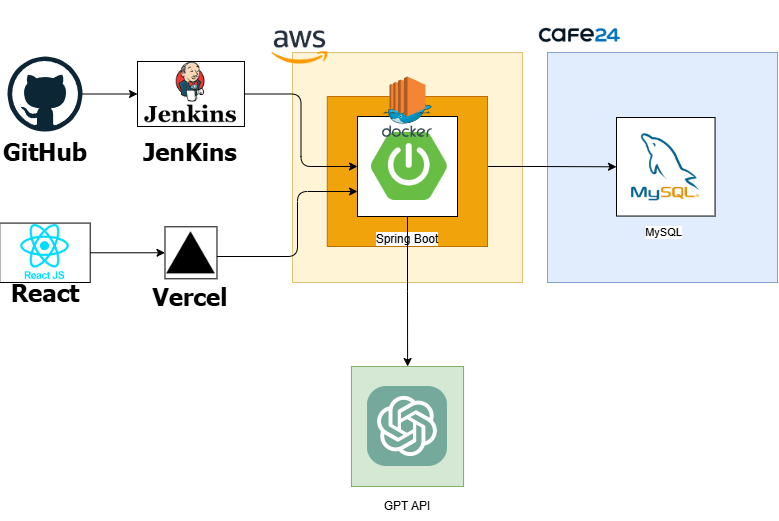 aws
CAFE24
Jenkins
docker
GitHub
JenKins
MySQL®
MySQL
Spring Boot
React JS
React
Vercel
GPT API